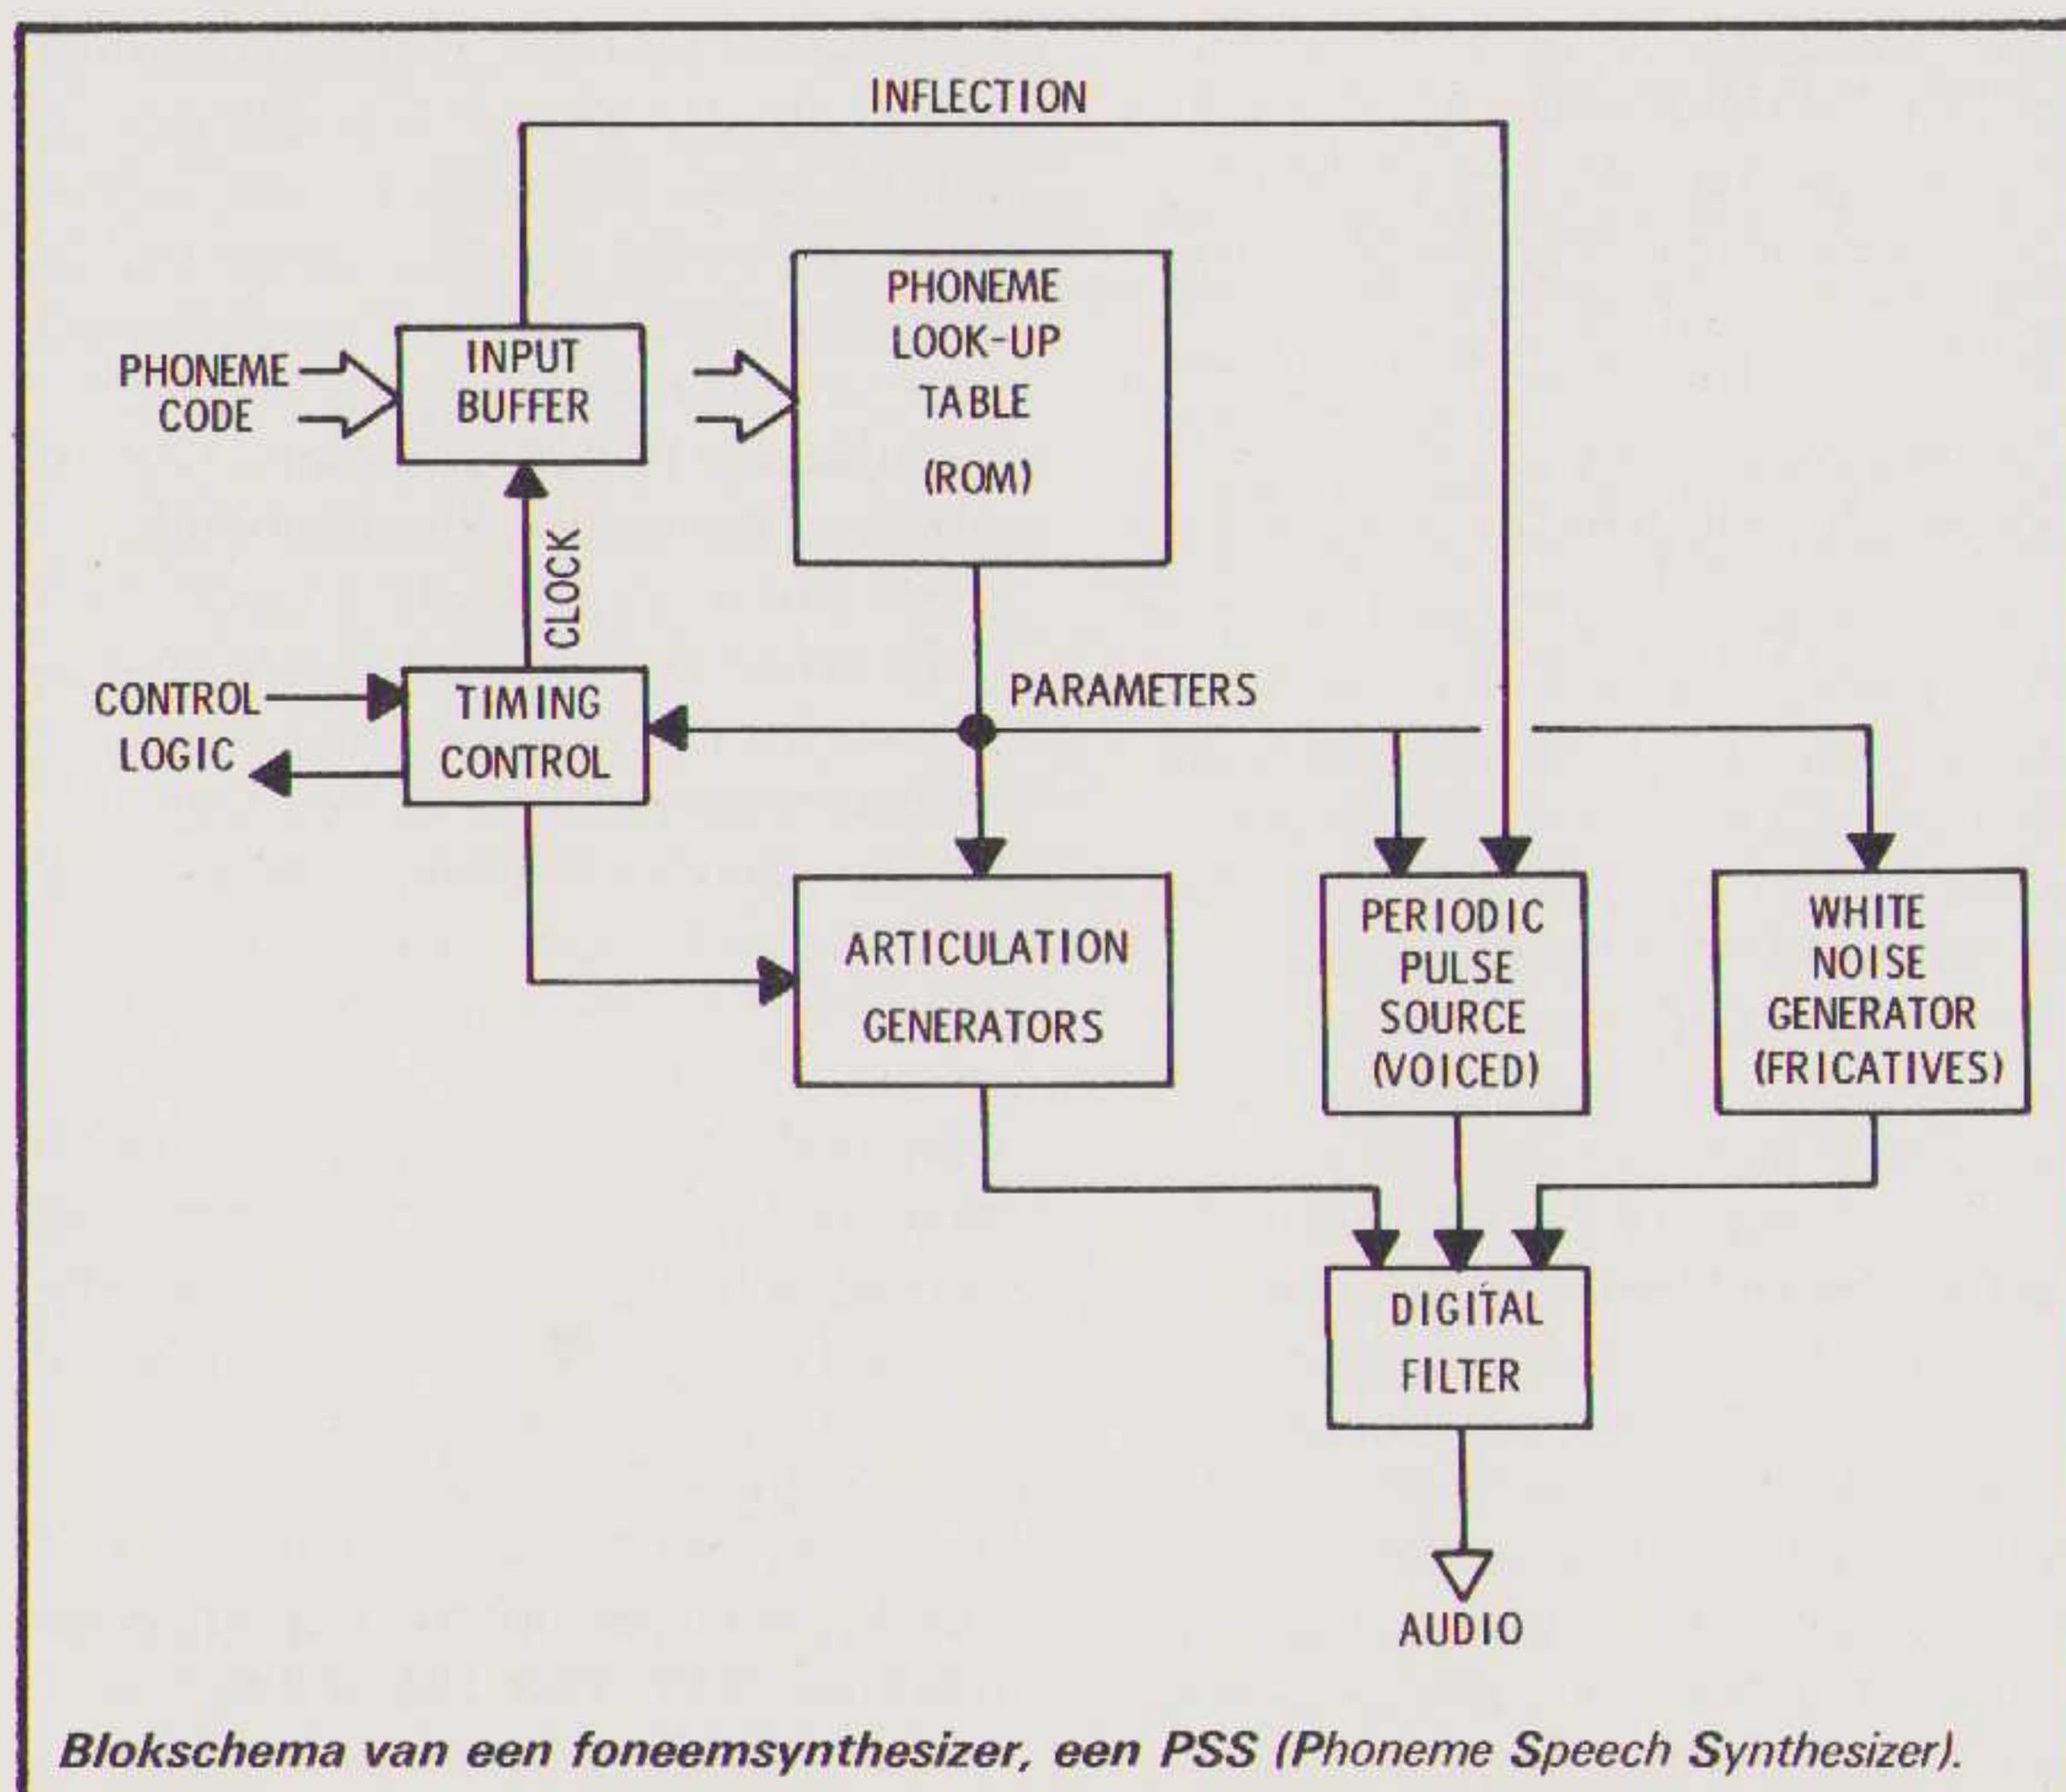 INFLECTION
PHONEME
CODE
INPUT
BUFFER
PHONEME
LOOK-UP
TABLE
(ROM)
CLOCK
CONTROL
LOGIC
TIMING
CONTROL
PARAMETERS
ARTICULATION
GENERATORS
PERIODIC
PULSE
SOURCE
(VOICED)
WHITE
NOISE
GENERATOR
(FRICATIVES)
DIGITAL
FILTER
AUDIO
Blokschema van een foneemsynthesizer, een PSS (Phoneme Speech Synthesizer).